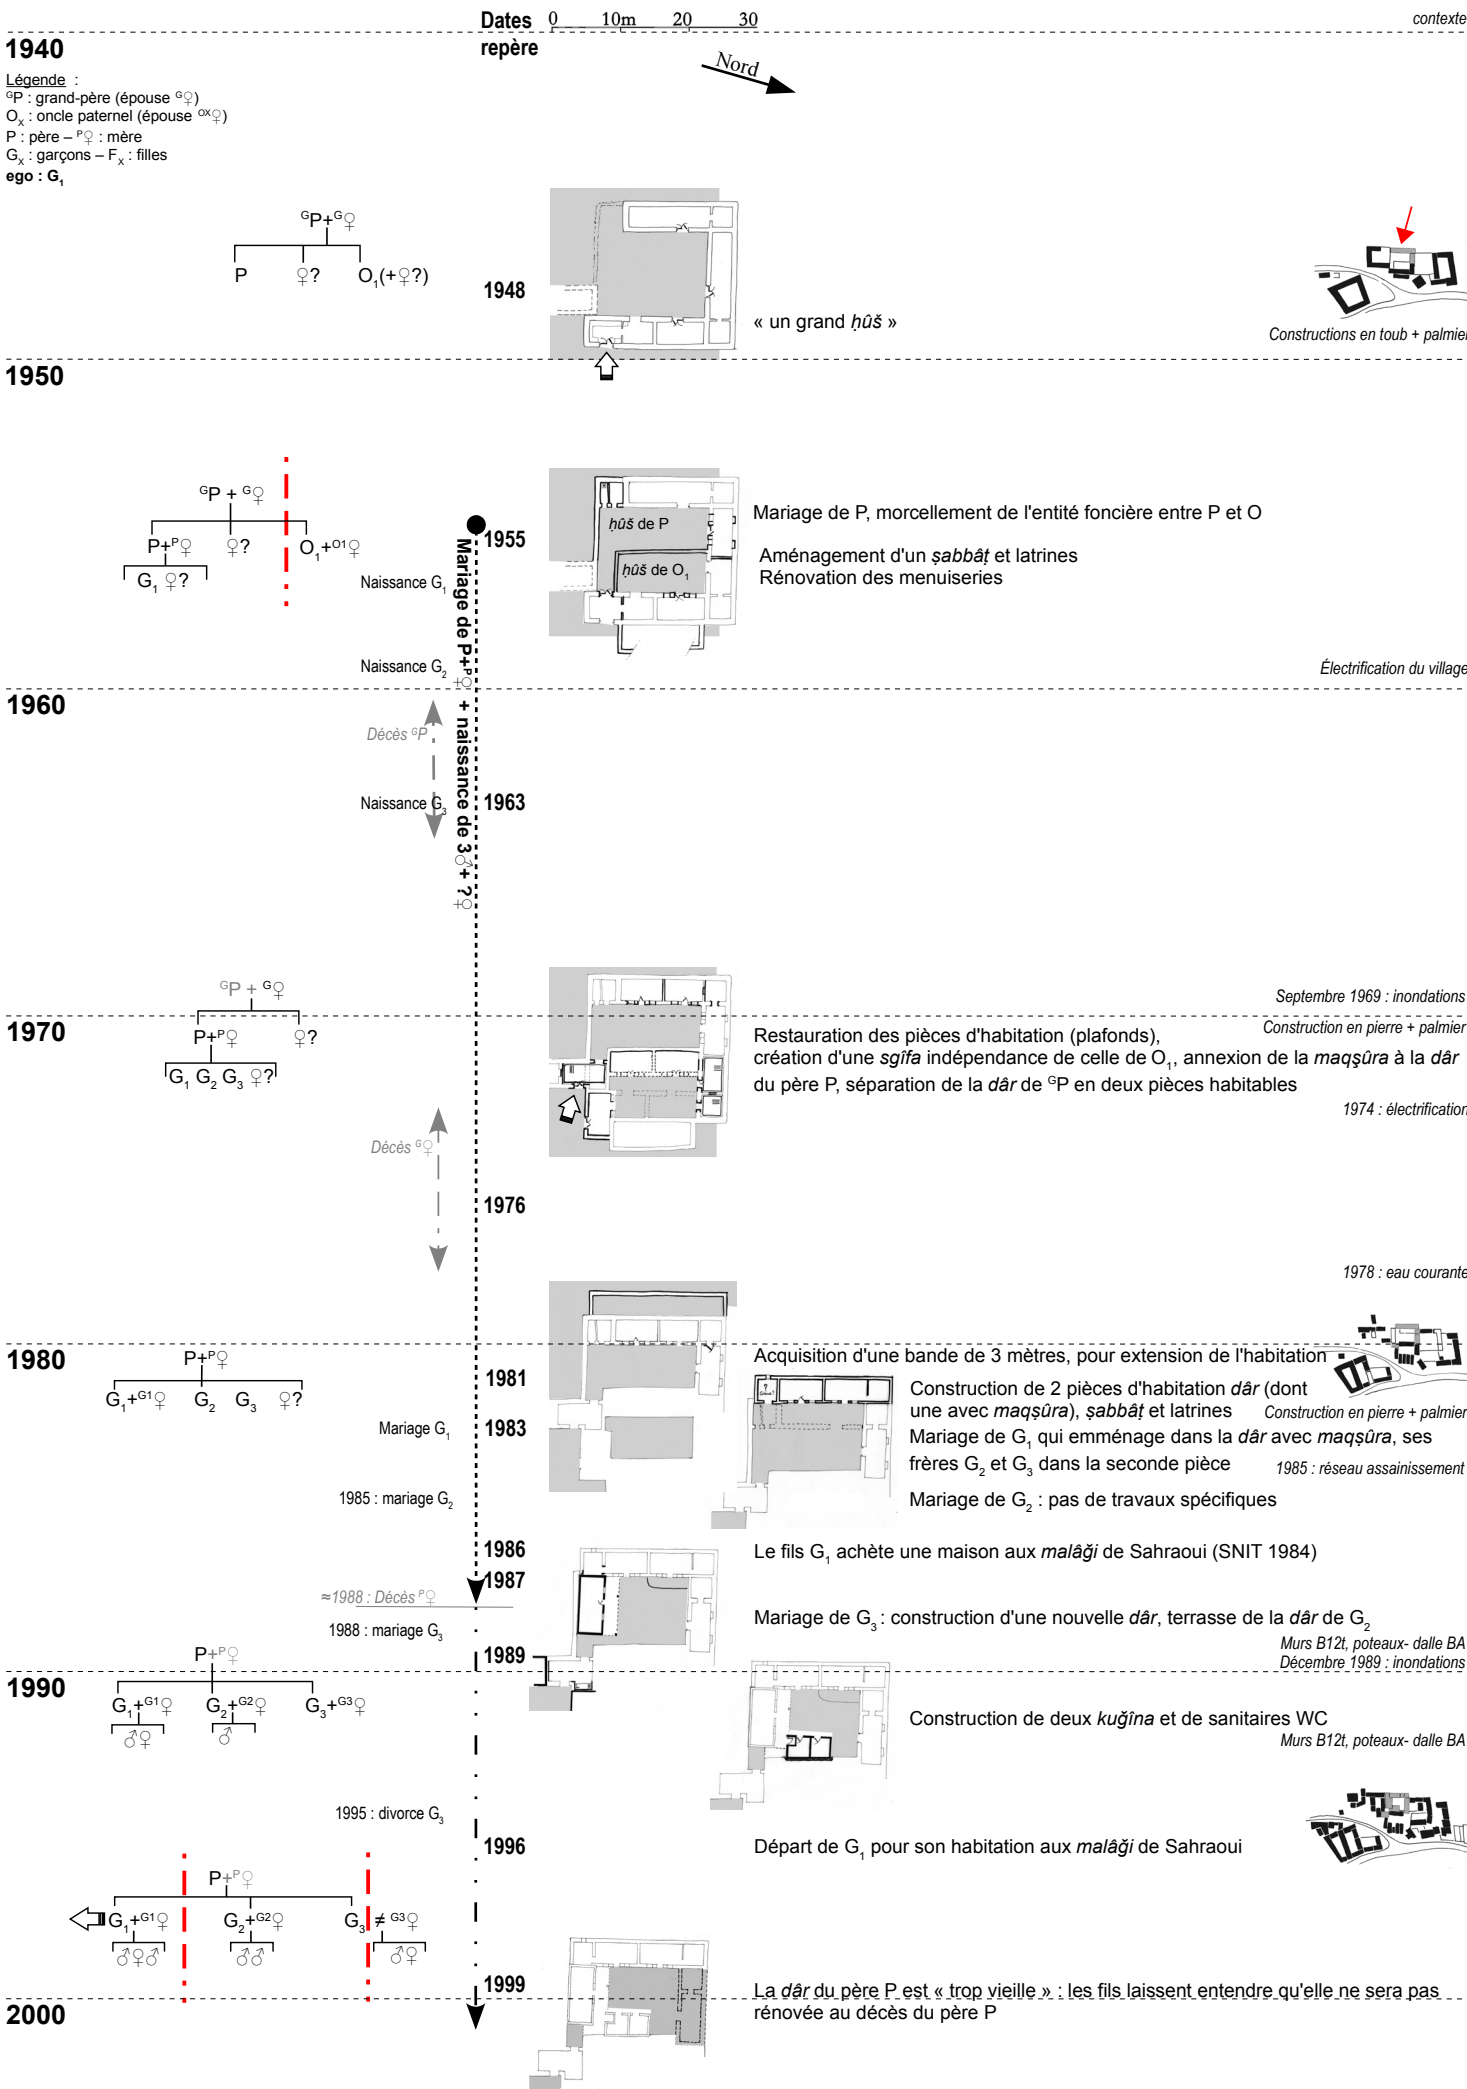 Dates
repère
0 10m 20 30
contexte
Nord
1940
Légende :
ᴳP : grand-père (épouse ᴳ♀)
Oₓ : oncle paternel (épouse ᴼˣ♀)
P : père – ᴾ♀ : mère
Gₓ : garçons – Fₓ : filles
ego : G₁
ᴳP+ᴳ♀
P ♀? O₁(+♀?)
1948
« un grand ḥûš »
Constructions en toub + palmier
1950
ᴳP + ᴳ♀
P+ᴾ♀ ♀? O₁+ᴼ¹♀
G₁ ♀?
1955
Mariage de P+ᴾ♀ + naissance de 3♂+ ?♀
Naissance G₁
Naissance G₂
ḥûš de P
ḥûš de O₁
Mariage de P, morcellement de l'entité foncière entre P et O
Aménagement d'un ṣabbâṭ et latrines
Rénovation des menuiseries
Électrification du village
1960
Décès ᴳP
Naissance G₃
1963
ᴳP + ᴳ♀
P+ᴾ♀ ♀?
G₁ G₂ G₃ ♀?
Septembre 1969 : inondations
1970
Construction en pierre + palmier
Restauration des pièces d'habitation (plafonds),
création d'une sgîfa indépendance de celle de O₁, annexion de la maqṣûra à la dâr
du père P, séparation de la dâr de ᴳP en deux pièces habitables
1974 : électrification
Décès ᴳ♀
1976
1978 : eau courante
1980
P+ᴾ♀
G₁+ᴳ¹♀ G₂ G₃ ♀?
1981
Acquisition d'une bande de 3 mètres, pour extension de l'habitation
Construction de 2 pièces d'habitation dâr (dont
une avec maqṣûra), ṣabbâṭ et latrines
Construction en pierre + palmier
Mariage G₁
1983
Mariage de G₁ qui emménage dans la dâr avec maqṣûra, ses
frères G₂ et G₃ dans la seconde pièce
1985 : réseau assainissement
1985 : mariage G₂
Mariage de G₂ : pas de travaux spécifiques
1986
Le fils G₁ achète une maison aux malâği de Sahraoui (SNIT 1984)
1987
≈1988 : Décès ᴾ♀
1988 : mariage G₃
Mariage de G₃ : construction d'une nouvelle dâr, terrasse de la dâr de G₂
1989
Murs B12t, poteaux- dalle BA
Décembre 1989 : inondations
1990
P+ᴾ♀
G₁+ᴳ¹♀ G₂+ᴳ²♀ G₃+ᴳ³♀
♂♀ ♂
Construction de deux kuğîna et de sanitaires WC
Murs B12t, poteaux- dalle BA
1995 : divorce G₃
1996
Départ de G₁ pour son habitation aux malâği de Sahraoui
P+ᴾ♀
G₁+ᴳ¹♀ G₂+ᴳ²♀ G₃ ≠ ᴳ³♀
♂♀♂ ♂♂ ♂♀
1999
La dâr du père P est « trop vieille » : les fils laissent entendre qu'elle ne sera pas
rénovée au décès du père P
2000